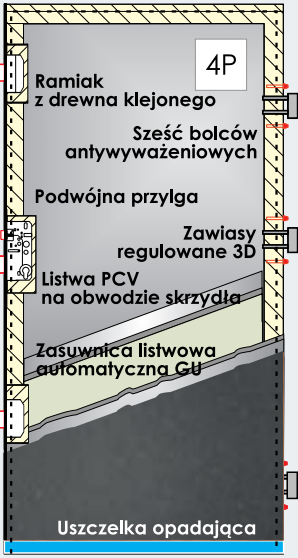 4P
Ramiak
z drewna klejonego
Sześć bolców
antywyważeniowych
Podwójna przylga
Zawiasy
regulowane 3D
Listwa PCV
na obwodzie skrzydła
Zasuwnica listwowa
automatyczna GU
Uszczelka opadająca